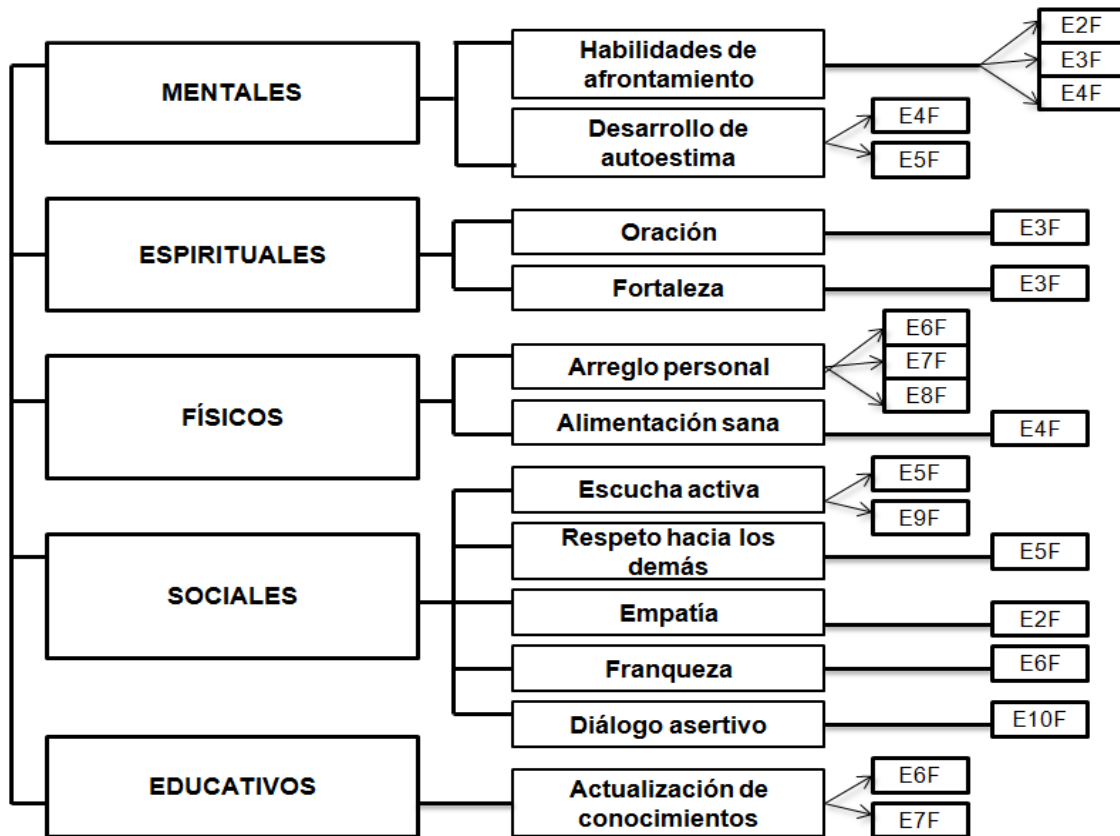 MENTALES
Habilidades de
afrontamiento
E2F
E3F
E4F
Desarrollo de
autoestima
E4F
E5F
ESPIRITUALES
Oración
E3F
Fortaleza
E3F
FÍSICOS
Arreglo personal
E6F
E7F
E8F
Alimentación sana
E4F
SOCIALES
Escucha activa
E5F
E9F
Respeto hacia los
demás
E5F
Empatía
E2F
Franqueza
E6F
Diálogo asertivo
E10F
EDUCATIVOS
Actualización de
conocimientos
E6F
E7F